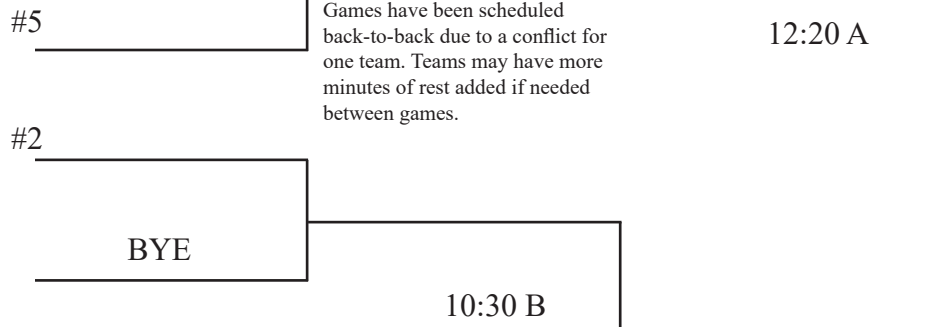 #5
Games have been scheduled
back-to-back due to a conflict for
one team. Teams may have more
minutes of rest added if needed
between games.
12:20 A
#2
BYE
10:30 B